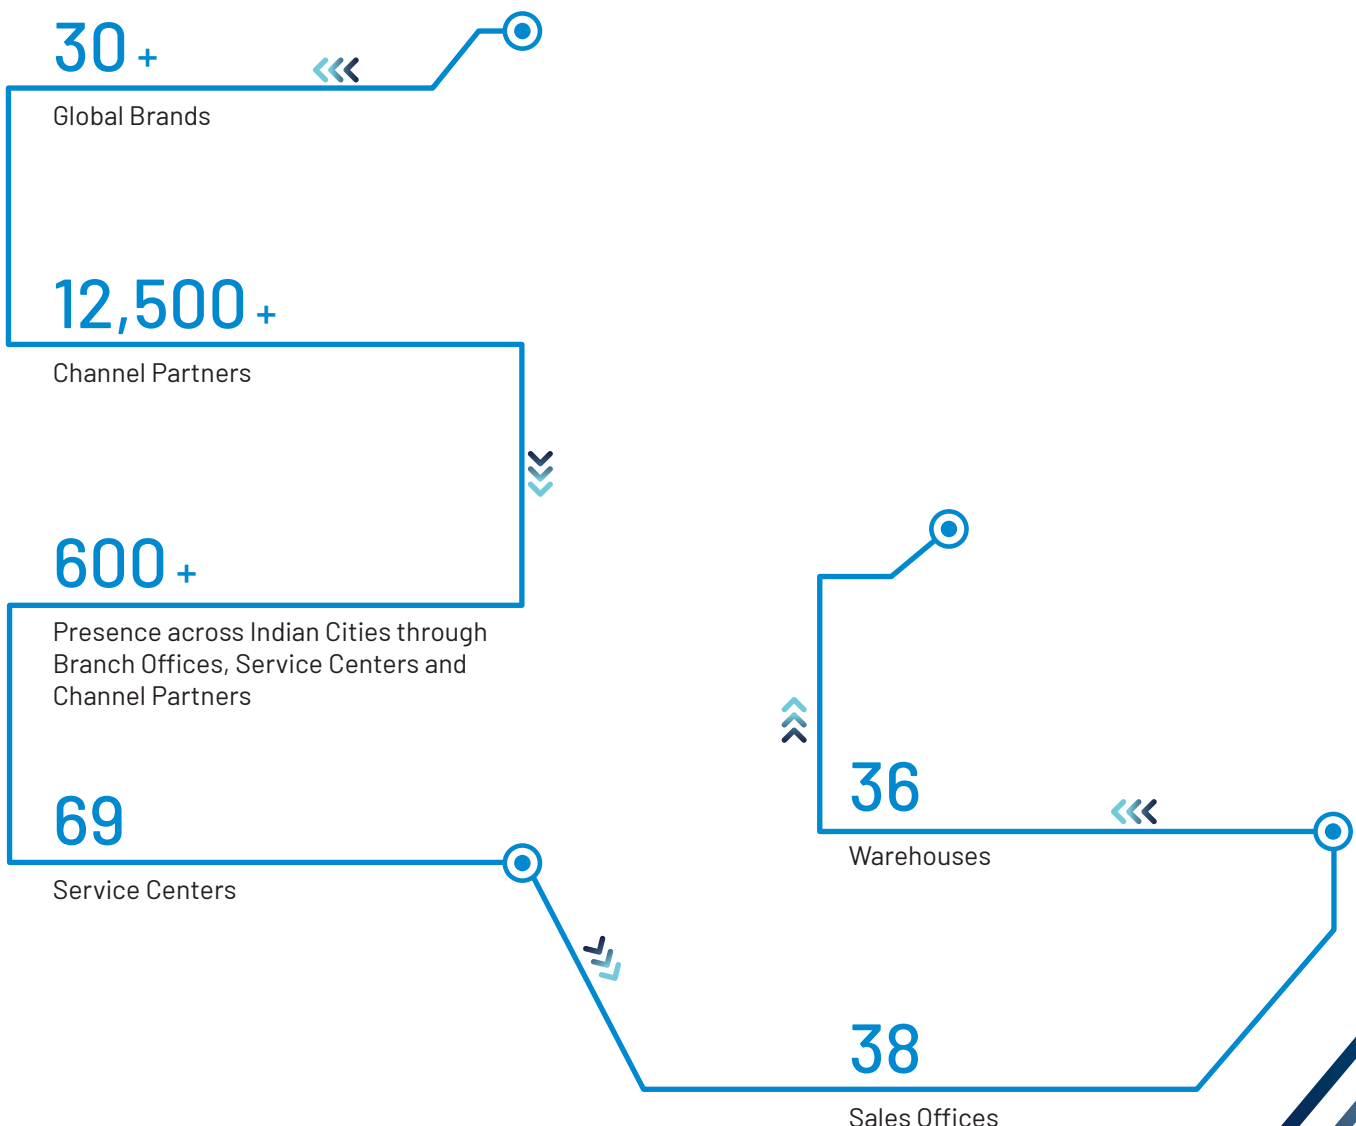 30 +
Global Brands
12,500 +
Channel Partners
600 +
Presence across Indian Cities through
Branch Offices, Service Centers and
Channel Partners
69
Service Centers
38
Sales Offices
36
Warehouses